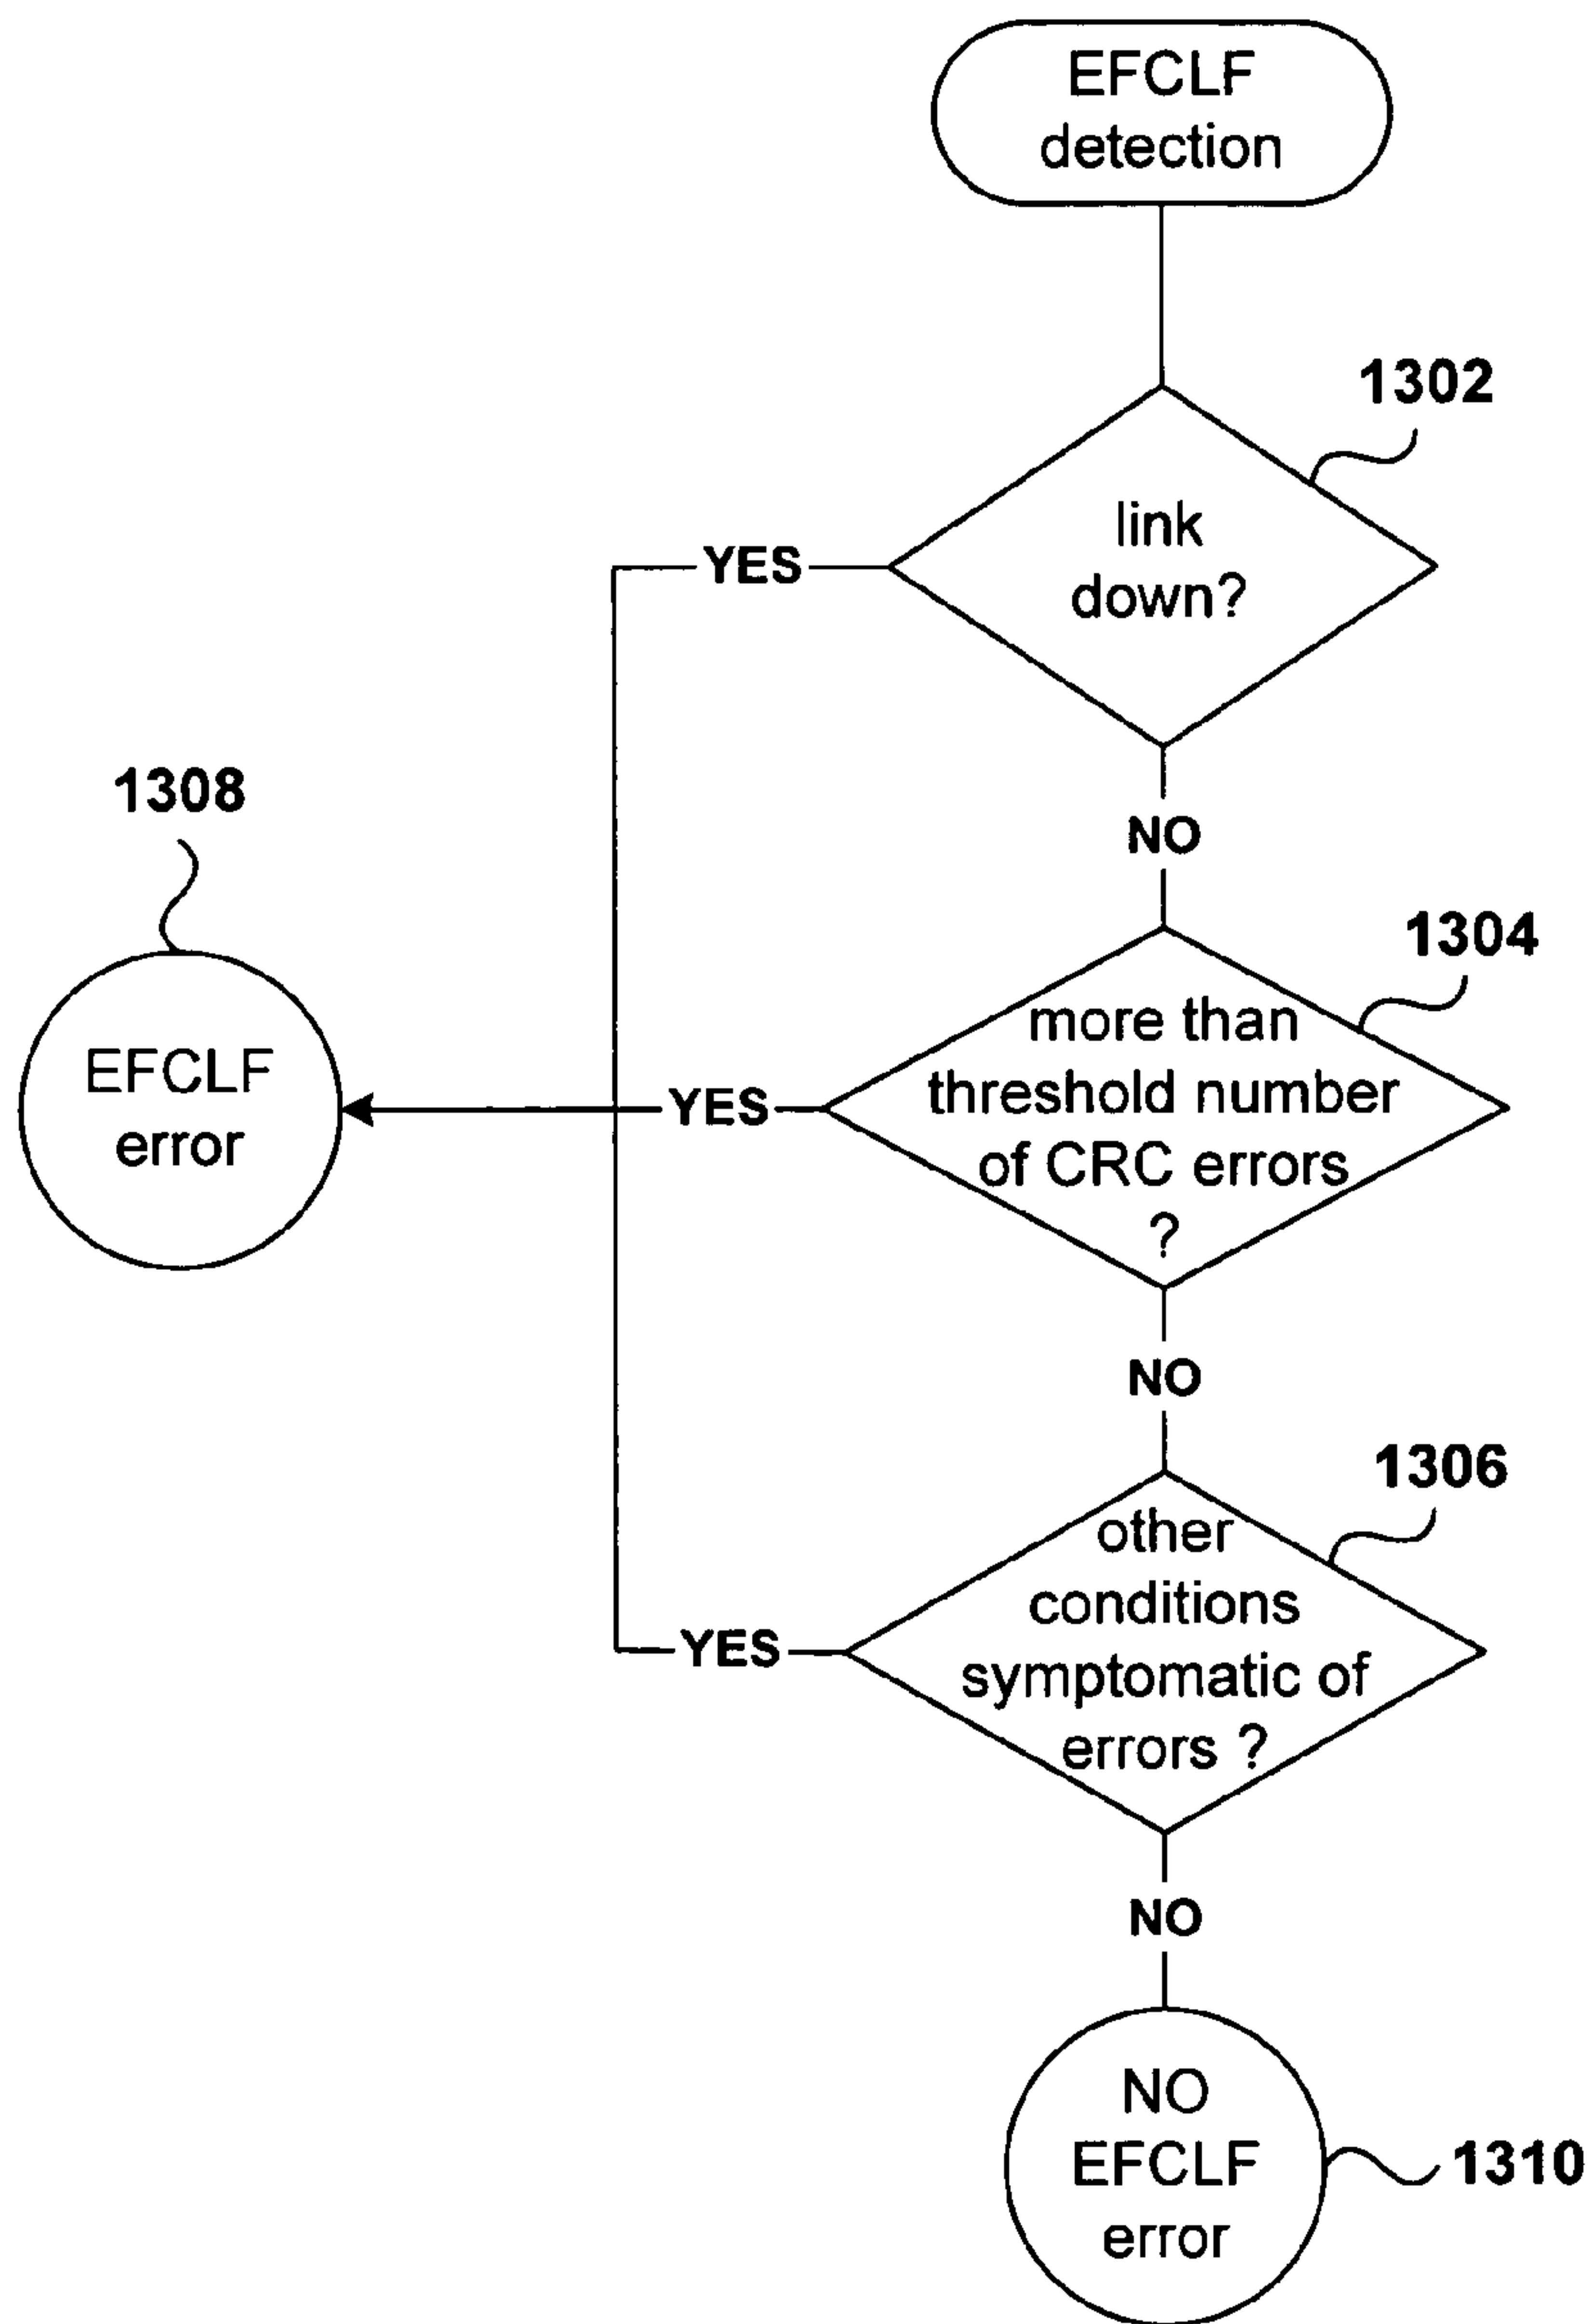 EFCLF
detection
1302
link
down?
YES
NO
1308
1304
EFCLF
error
more than
threshold number
of CRC errors
?
YES
NO
1306
other
conditions
symptomatic of
errors ?
YES
NO
NO
EFCLF
error
1310